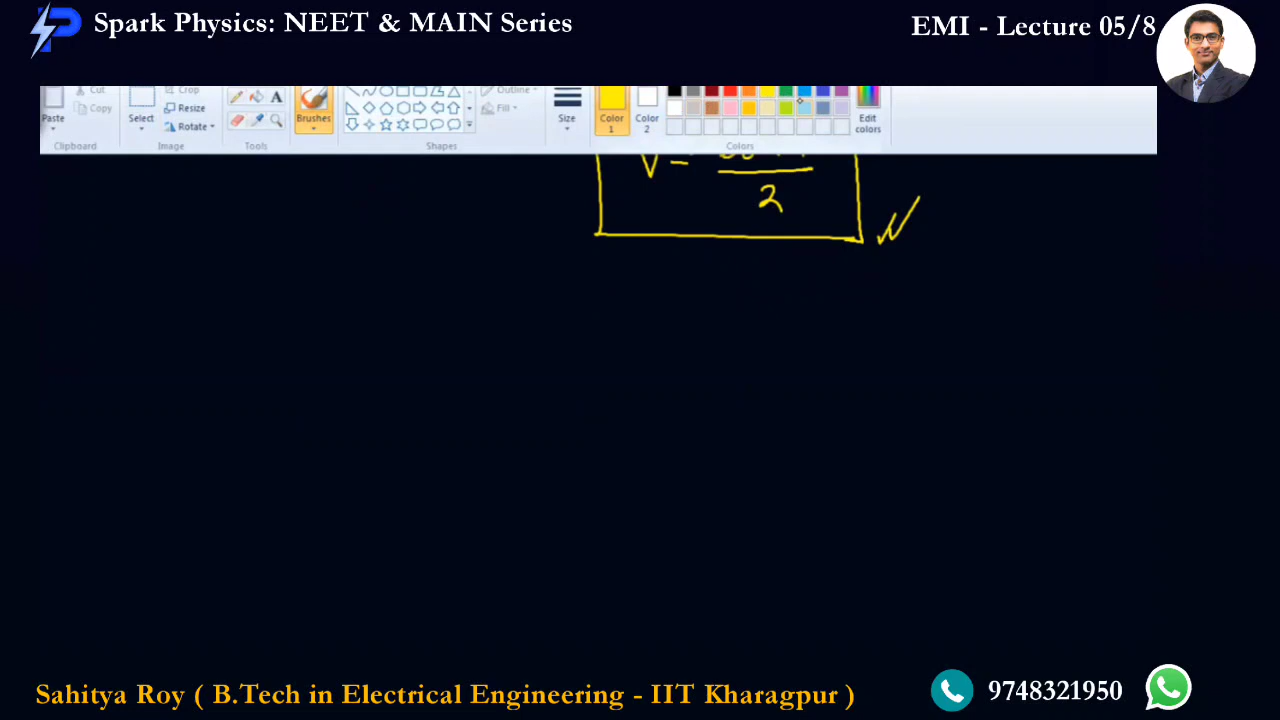 Spark Physics: NEET & MAIN Series
EMI - Lecture 05/8
Cut
Copy
Paste
Clipboard
Crop
Resize
Rotate
Select
Image
Tools
Brushes
Outline
Fill
Shapes
Size
Color 1
Color 2
Edit colors
Colors
V =
2
Sahitya Roy ( B.Tech in Electrical Engineering - IIT Kharagpur )
9748321950